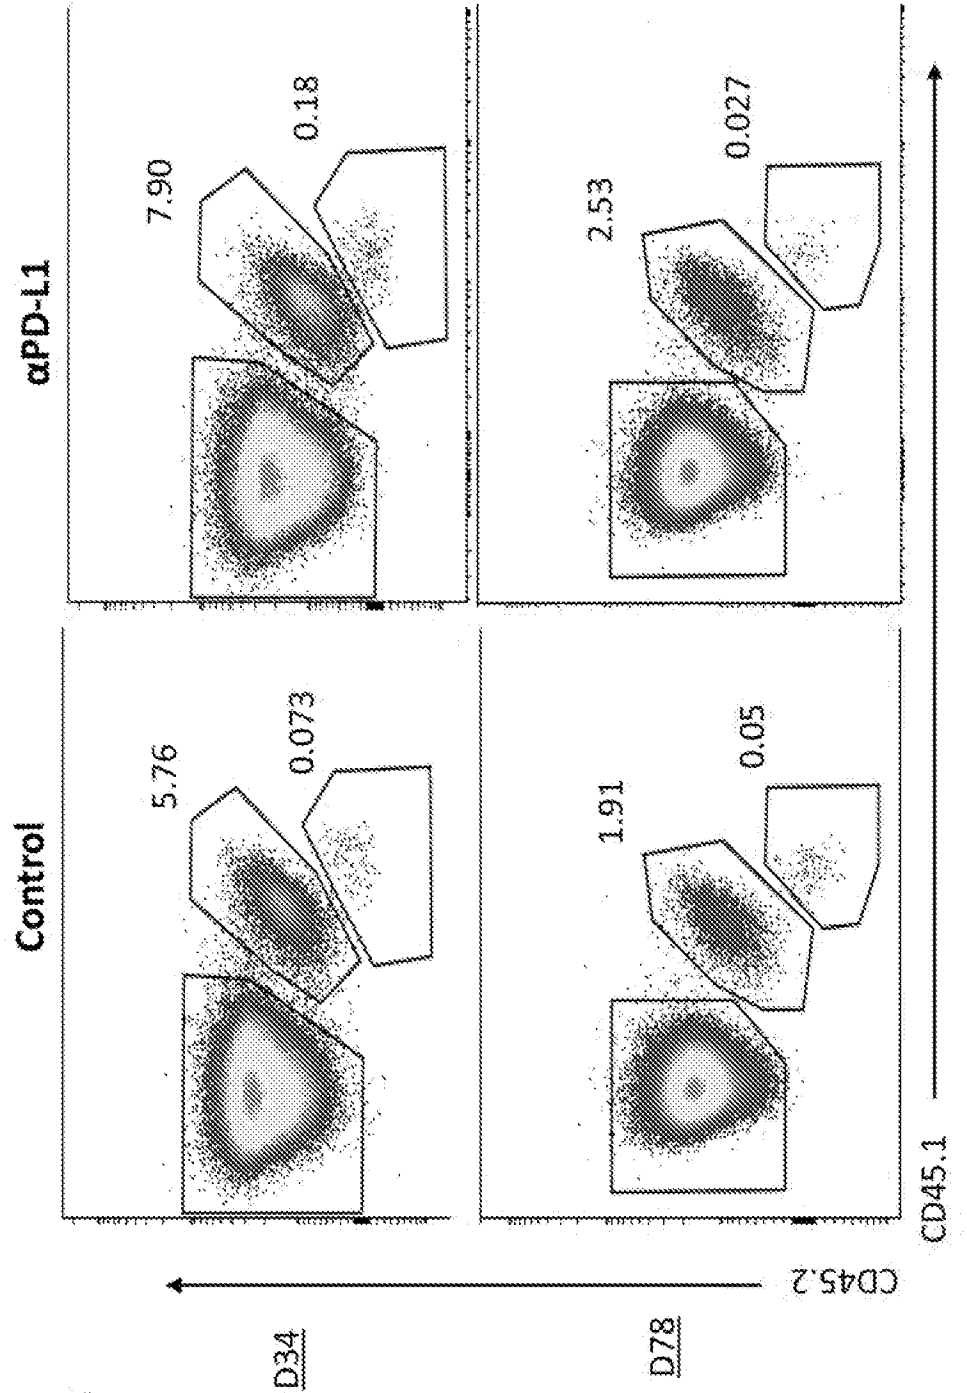 Control
αPD-L1
D34
5.76
0.073
7.90
0.18
D78
1.91
0.05
2.53
0.027
CD45.2
CD45.1